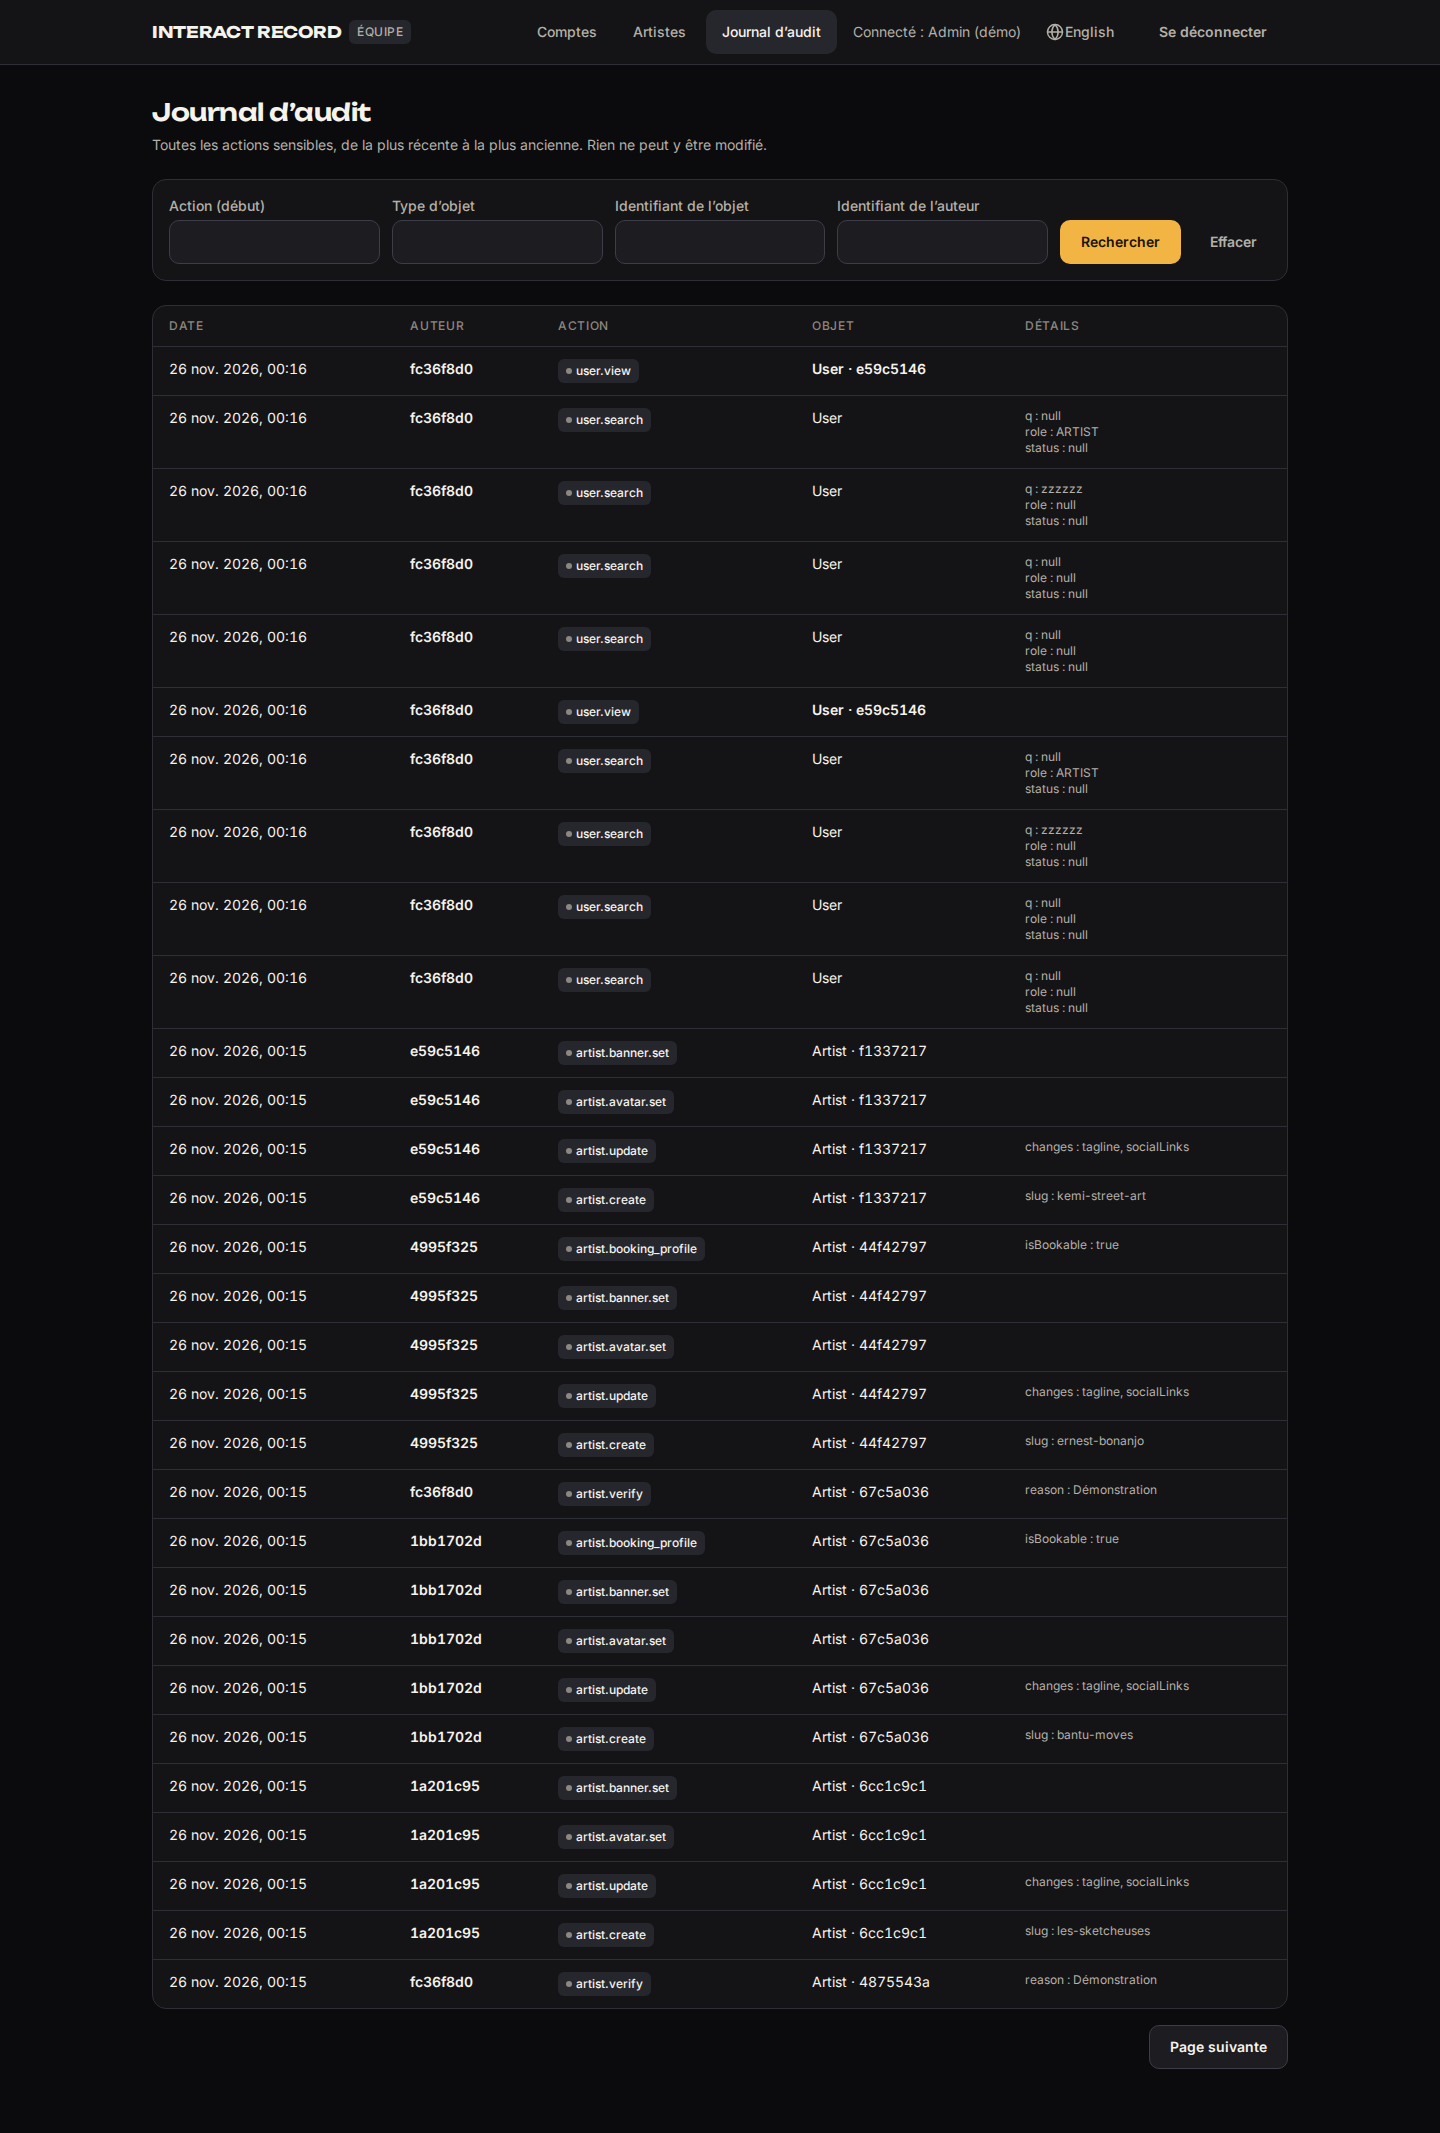 INTERACT RECORD ÉQUIPE Comptes Artistes Journal d’audit Connecté : Admin (démo) English Se déconnecter
Journal d’audit
Toutes les actions sensibles, de la plus récente à la plus ancienne. Rien ne peut y être modifié.
Action (début) Type d’objet Identifiant de l’objet Identifiant de l’auteur
Rechercher Effacer
DATE AUTEUR ACTION OBJET DÉTAILS
26 nov. 2026, 00:16 fc36f8d0 user.view User · e59c5146
26 nov. 2026, 00:16 fc36f8d0 user.search User q : null
role : ARTIST
status : null
26 nov. 2026, 00:16 fc36f8d0 user.search User q : zzzzzz
role : null
status : null
26 nov. 2026, 00:16 fc36f8d0 user.search User q : null
role : null
status : null
26 nov. 2026, 00:16 fc36f8d0 user.search User q : null
role : null
status : null
26 nov. 2026, 00:16 fc36f8d0 user.view User · e59c5146
26 nov. 2026, 00:16 fc36f8d0 user.search User q : null
role : ARTIST
status : null
26 nov. 2026, 00:16 fc36f8d0 user.search User q : zzzzzz
role : null
status : null
26 nov. 2026, 00:16 fc36f8d0 user.search User q : null
role : null
status : null
26 nov. 2026, 00:16 fc36f8d0 user.search User q : null
role : null
status : null
26 nov. 2026, 00:15 e59c5146 artist.banner.set Artist · f1337217
26 nov. 2026, 00:15 e59c5146 artist.avatar.set Artist · f1337217
26 nov. 2026, 00:15 e59c5146 artist.update Artist · f1337217 changes : tagline, socialLinks
26 nov. 2026, 00:15 e59c5146 artist.create Artist · f1337217 slug : kemi-street-art
26 nov. 2026, 00:15 4995f325 artist.booking_profile Artist · 44f42797 isBookable : true
26 nov. 2026, 00:15 4995f325 artist.banner.set Artist · 44f42797
26 nov. 2026, 00:15 4995f325 artist.avatar.set Artist · 44f42797
26 nov. 2026, 00:15 4995f325 artist.update Artist · 44f42797 changes : tagline, socialLinks
26 nov. 2026, 00:15 4995f325 artist.create Artist · 44f42797 slug : ernest-bonanjo
26 nov. 2026, 00:15 fc36f8d0 artist.verify Artist · 67c5a036 reason : Démonstration
26 nov. 2026, 00:15 1bb1702d artist.booking_profile Artist · 67c5a036 isBookable : true
26 nov. 2026, 00:15 1bb1702d artist.banner.set Artist · 67c5a036
26 nov. 2026, 00:15 1bb1702d artist.avatar.set Artist · 67c5a036
26 nov. 2026, 00:15 1bb1702d artist.update Artist · 67c5a036 changes : tagline, socialLinks
26 nov. 2026, 00:15 1bb1702d artist.create Artist · 67c5a036 slug : bantu-moves
26 nov. 2026, 00:15 1a201c95 artist.banner.set Artist · 6cc1c9c1
26 nov. 2026, 00:15 1a201c95 artist.avatar.set Artist · 6cc1c9c1
26 nov. 2026, 00:15 1a201c95 artist.update Artist · 6cc1c9c1 changes : tagline, socialLinks
26 nov. 2026, 00:15 1a201c95 artist.create Artist · 6cc1c9c1 slug : les-sketcheuses
26 nov. 2026, 00:15 fc36f8d0 artist.verify Artist · 4875543a reason : Démonstration
Page suivante